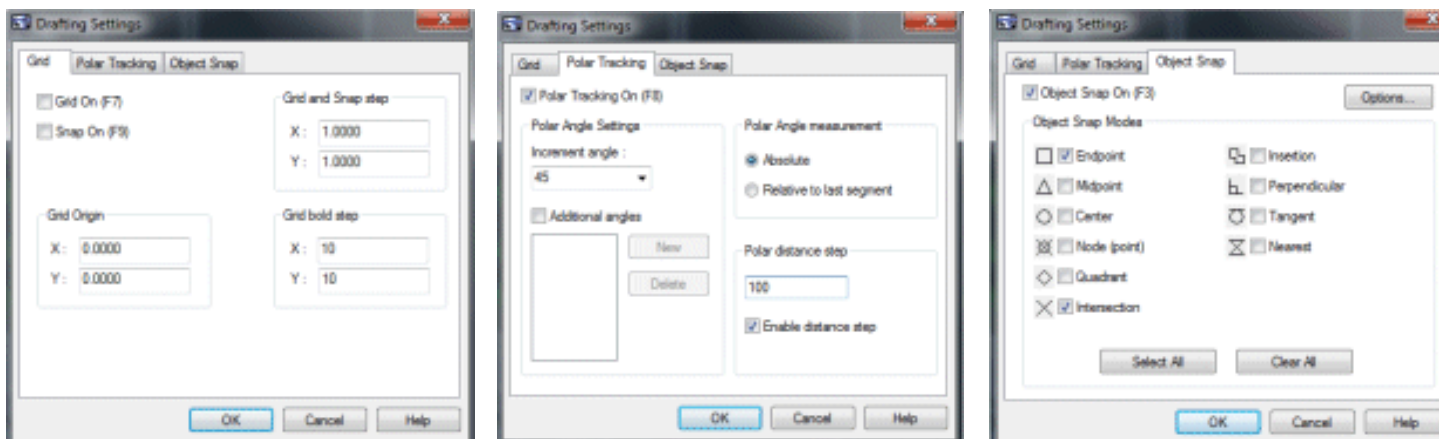 Drafting Settings
Grid Polar Tracking Object Snap
Grid On (F7)
Snap On (F9)
Grid and Snap step
X : 1.0000
Y : 1.0000
Grid Origin
X : 0.0000
Y : 0.0000
Grid bold step
X : 10
Y : 10
OK Cancel Help
Drafting Settings
Grid Polar Tracking Object Snap
Polar Tracking On (F8)
Polar Angle Settings
Increment angle :
45
Additional angles
New
Delete
Polar Angle measurement
Absolute
Relative to last segment
Polar distance step
100
Enable distance step
OK Cancel Help
Drafting Settings
Grid Polar Tracking Object Snap
Object Snap On (F3)
Options...
Object Snap Modes
Endpoint
Midpoint
Center
Node (point)
Quadrant
Intersection
Insertion
Perpendicular
Tangent
Nearest
Select All Clear All
OK Cancel Help